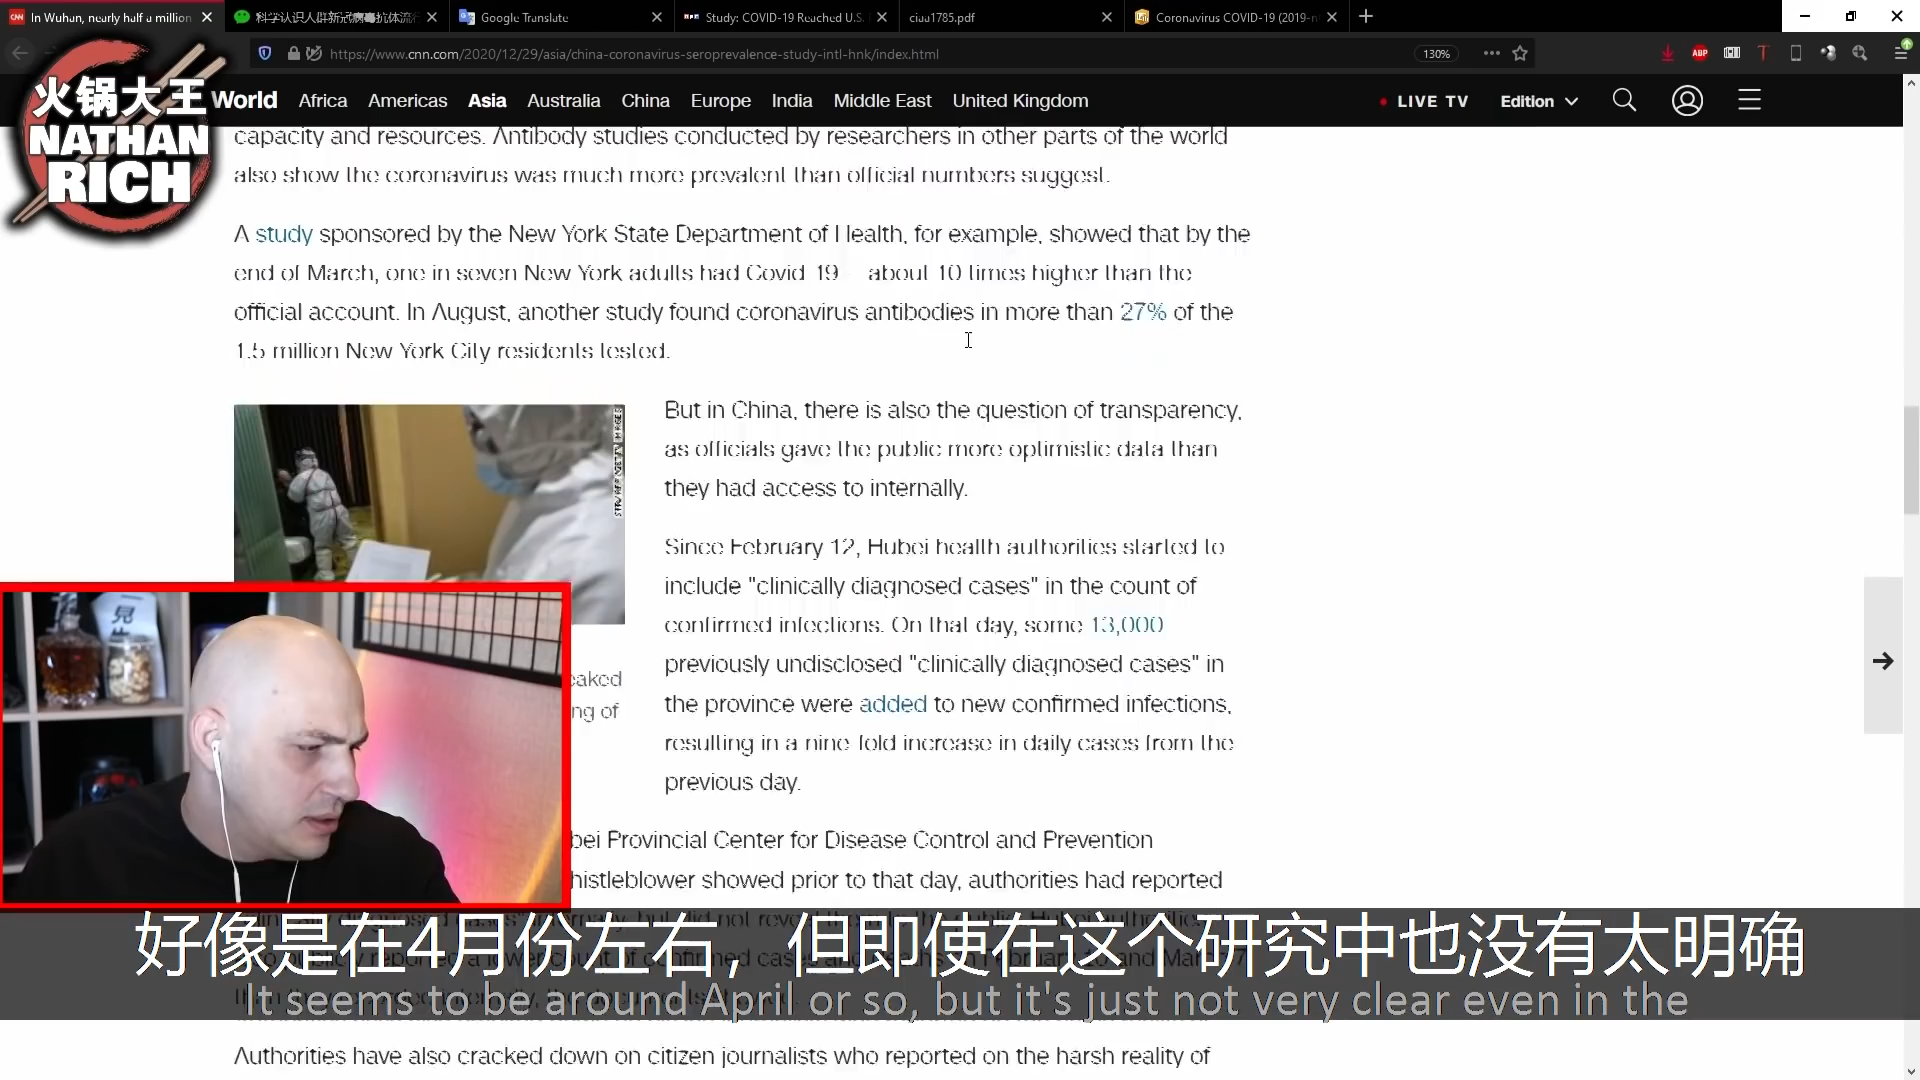 In Wuhan, nearly half a million
科学认识人群新冠病毒抗体流行
Google Translate
Study: COVID-19 Reached U.S.
ciaa1785.pdf
Coronavirus COVID-19 (2019-n
https://www.cnn.com/2020/12/29/asia/china-coronavirus-seroprevalence-study-intl-hnk/index.html
130%
ABP
火锅大王
NATHAN
RICH
World Africa Americas Asia Australia China Europe India Middle East United Kingdom
LIVE TV Edition
capacity and resources. Antibody studies conducted by researchers in other parts of the world
also show the coronavirus was much more prevalent than official numbers suggest.
A study sponsored by the New York State Department of Health, for example, showed that by the
end of March, one in seven New York adults had Covid 19 about 10 times higher than the
official account. In August, another study found coronavirus antibodies in more than 27% of the
1.5 million New York City residents tested.
But in China, there is also the question of transparency,
as officials gave the public more optimistic data than
they had access to internally.
Since February 12, Hubei health authorities started to
include "clinically diagnosed cases" in the count of
confirmed infections. On that day, some 13,000
previously undisclosed "clinically diagnosed cases" in
the province were added to new confirmed infections,
resulting in a nine fold increase in daily cases from the
previous day.
eaked
ng of
bei Provincial Center for Disease Control and Prevention
histleblower showed prior to that day, authorities had reported
好像是在4月份左右，但即使在这个研究中也没有太明确
It seems to be around April or so, but it's just not very clear even in the
Authorities have also cracked down on citizen journalists who reported on the harsh reality of